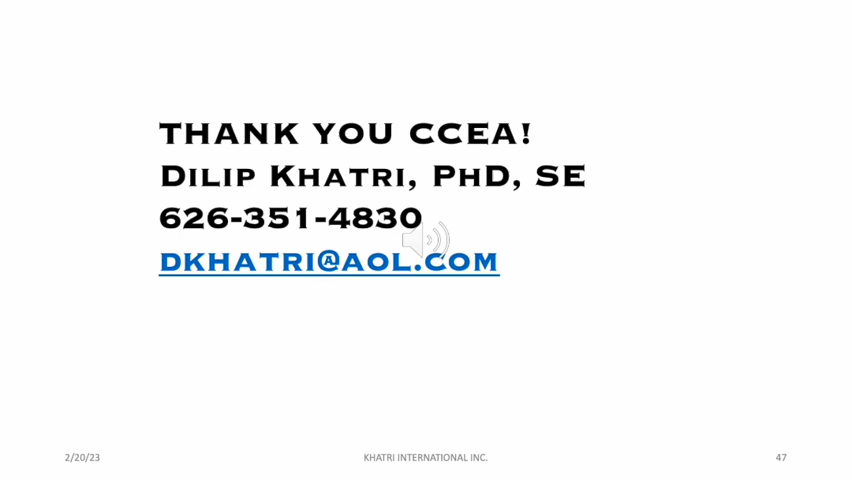 THANK YOU CCEA!
DILIP KHATRI, PHD, SE
626-351-4830
DKHATRI@AOL.COM
2/20/23 KHATRI INTERNATIONAL INC. 47